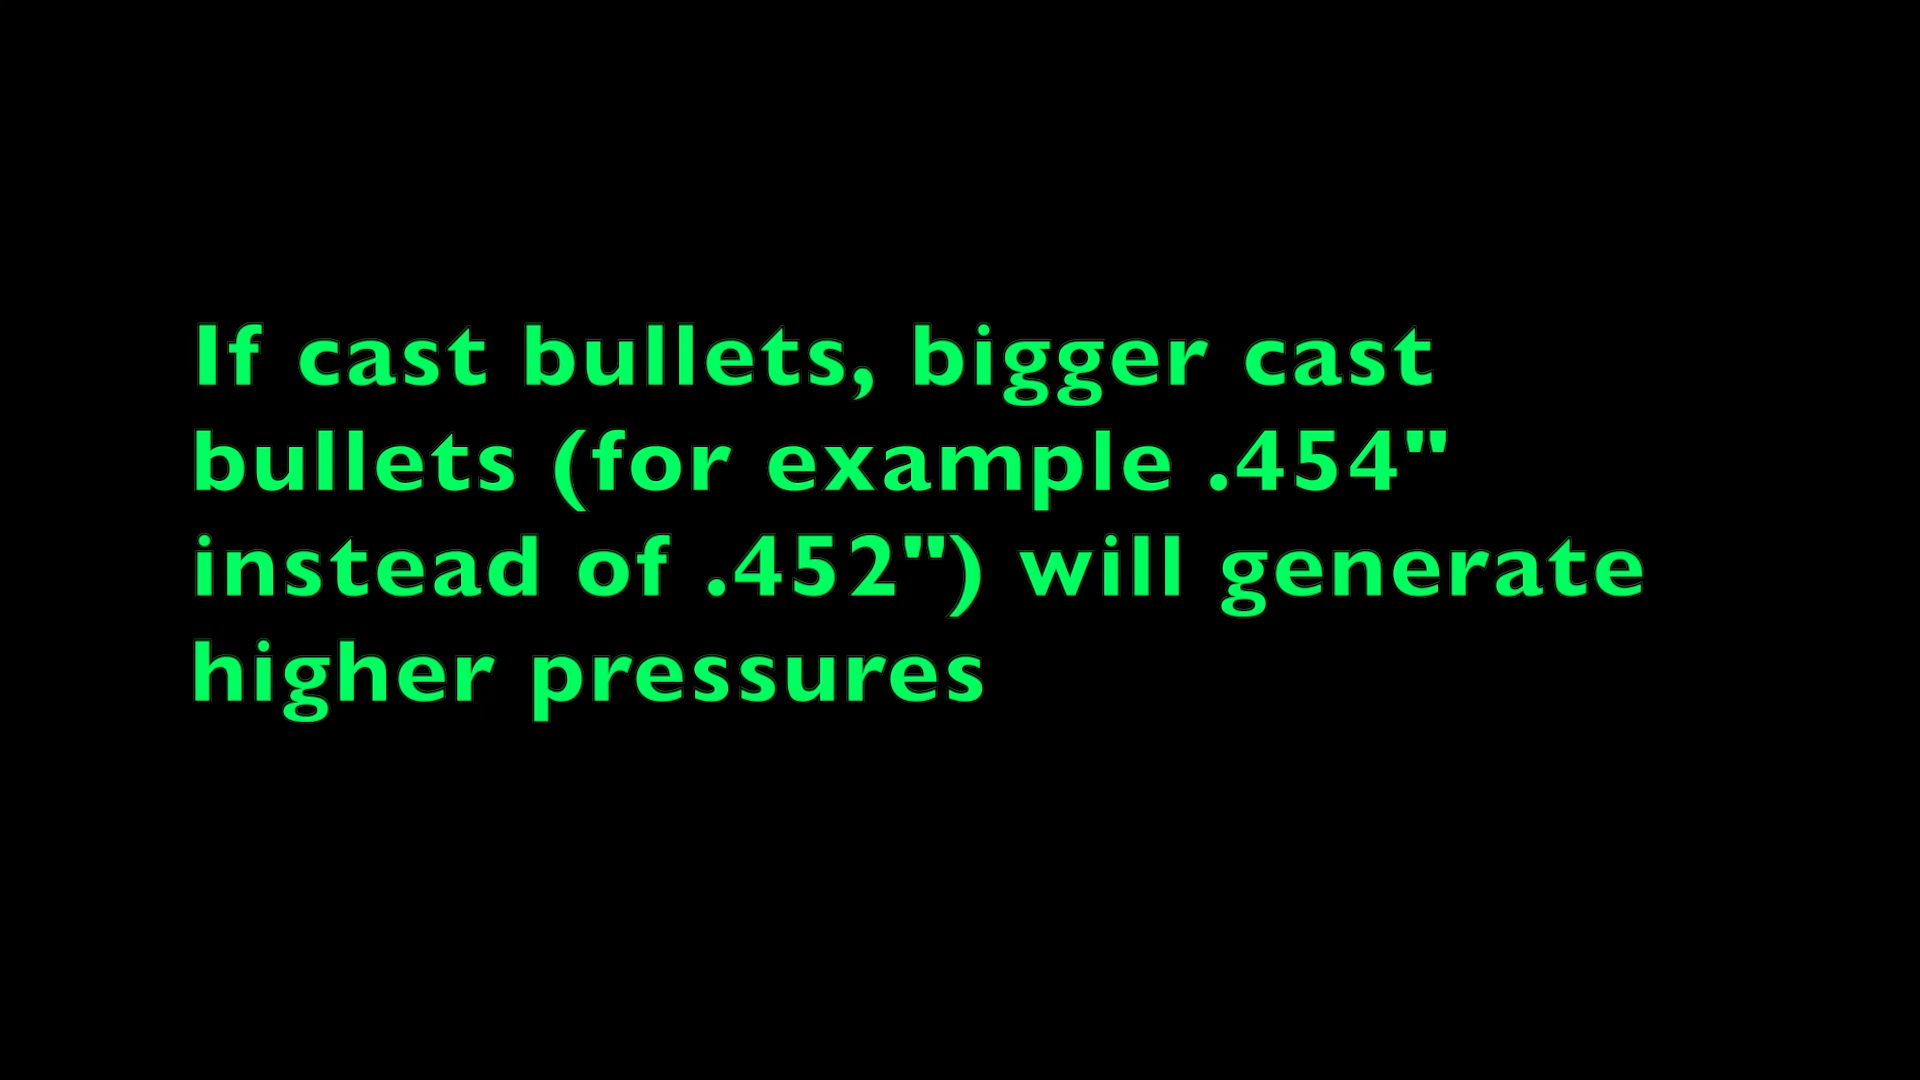 If cast bullets, bigger cast
bullets (for example .454"
instead of .452") will generate
higher pressures